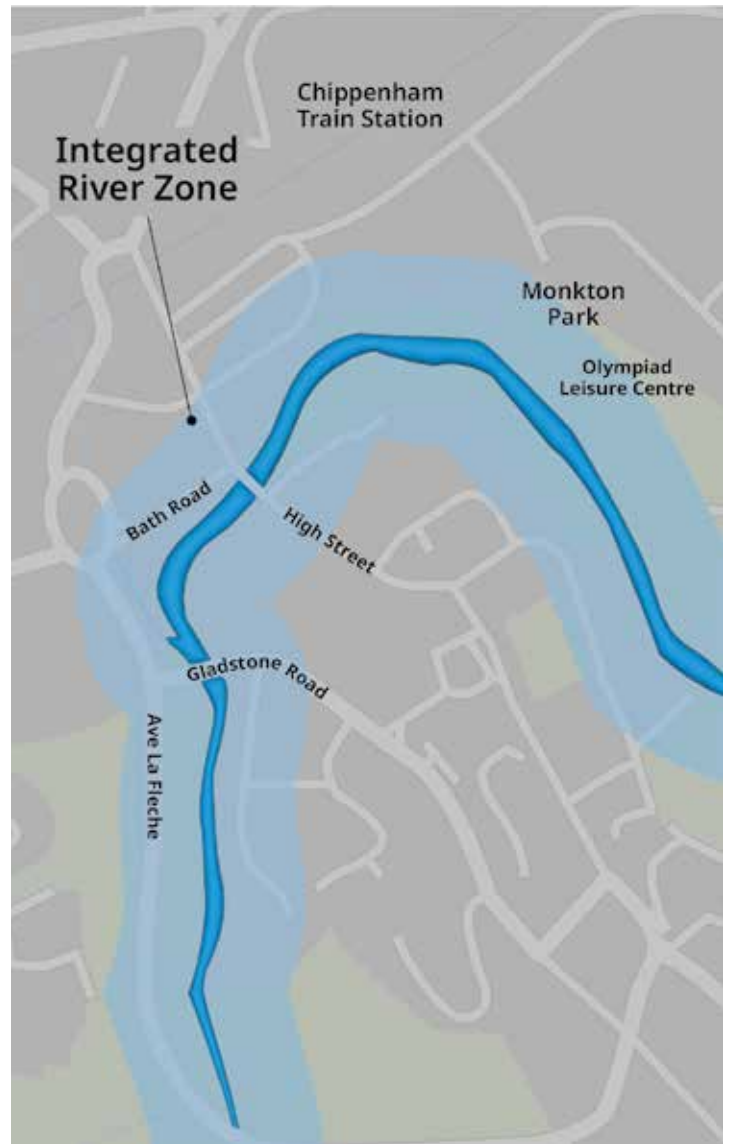 Chippenham
Train Station
Integrated
River Zone
Monkton
Park
Olympiad
Leisure Centre
Bath Road
High Street
Gladstone Road
Ave La Fleche